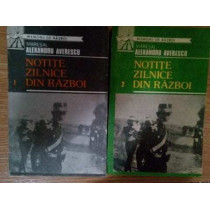 MARESAL
ALEXANDRU AVERESCU
NOTIȚE
ZILNICE
1 DIN RĂZBOI
MARESAL
ALEXANDRU AVERESCU
NOTIȚE
ZILNICE
2 DIN RĂZBOI